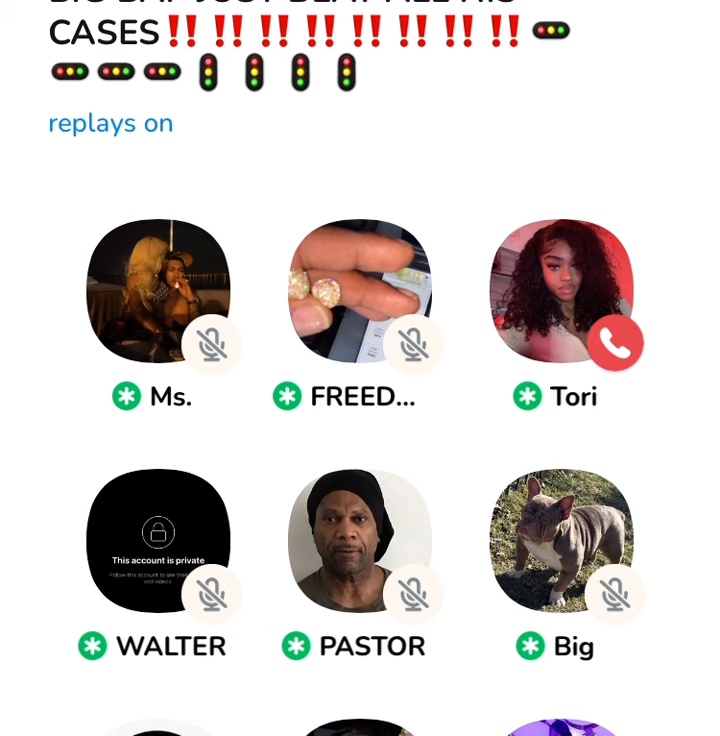 CASES‼️ ‼️ ‼️ ‼️ ‼️ ‼️ ‼️ ‼️ 🚥
🚥 🚥 🚥 🚦 🚦 🚦 🚦
replays on
Ms.
FREED...
Tori
This account is private
WALTER
PASTOR
Big